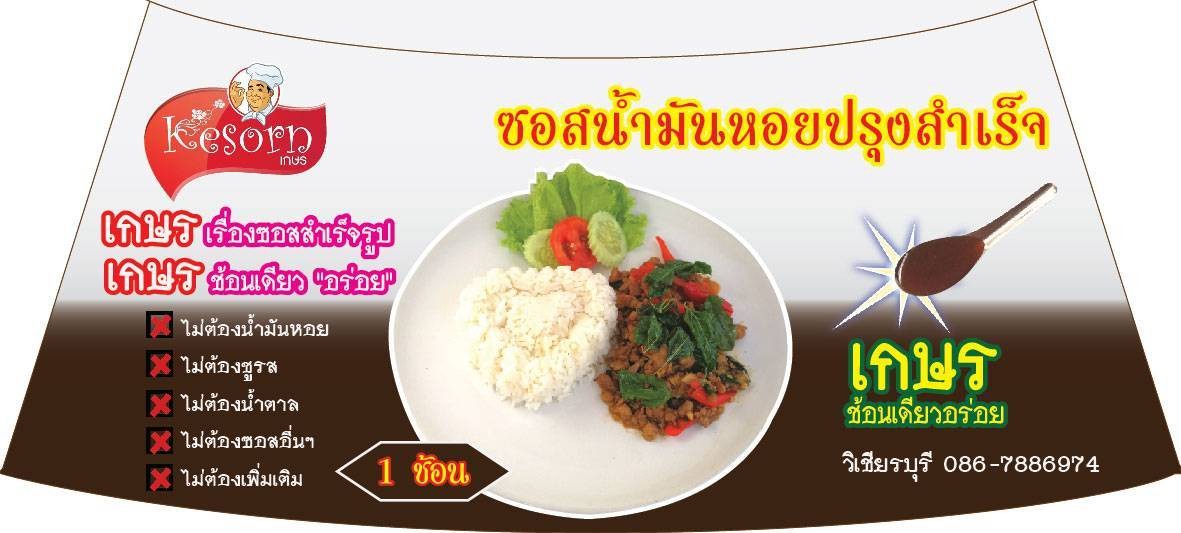 Kesorn
เกษร
ซอสน้ำมันหอยปรุงสำเร็จ
เกษร เรื่องซอสสำเร็จรูป
เกษร ช้อนเดียว "อร่อย"
ไม่ต้องน้ำมันหอย
ไม่ต้องชูรส
ไม่ต้องน้ำตาล
ไม่ต้องซอสอื่นๆ
ไม่ต้องเพิ่มเติม
1 ช้อน
เกษร
ช้อนเดียวอร่อย
วิเชียรบุรี 086-7886974